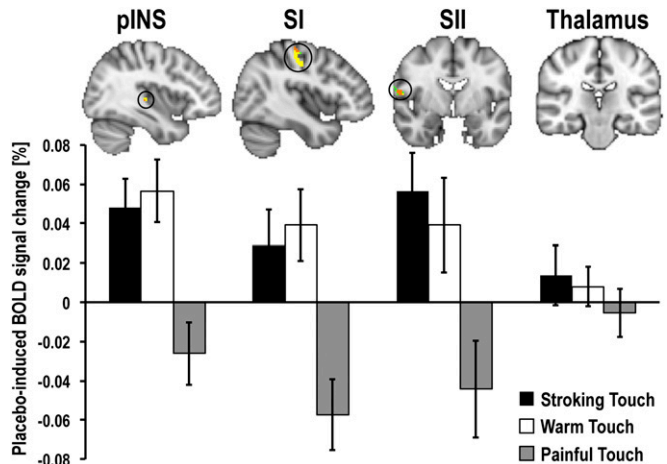 pINS SI SII Thalamus
Placebo-induced BOLD signal change [%]
0.08
0.06
0.04
0.02
0
-0.02
-0.04
-0.06
-0.08
Stroking Touch
Warm Touch
Painful Touch